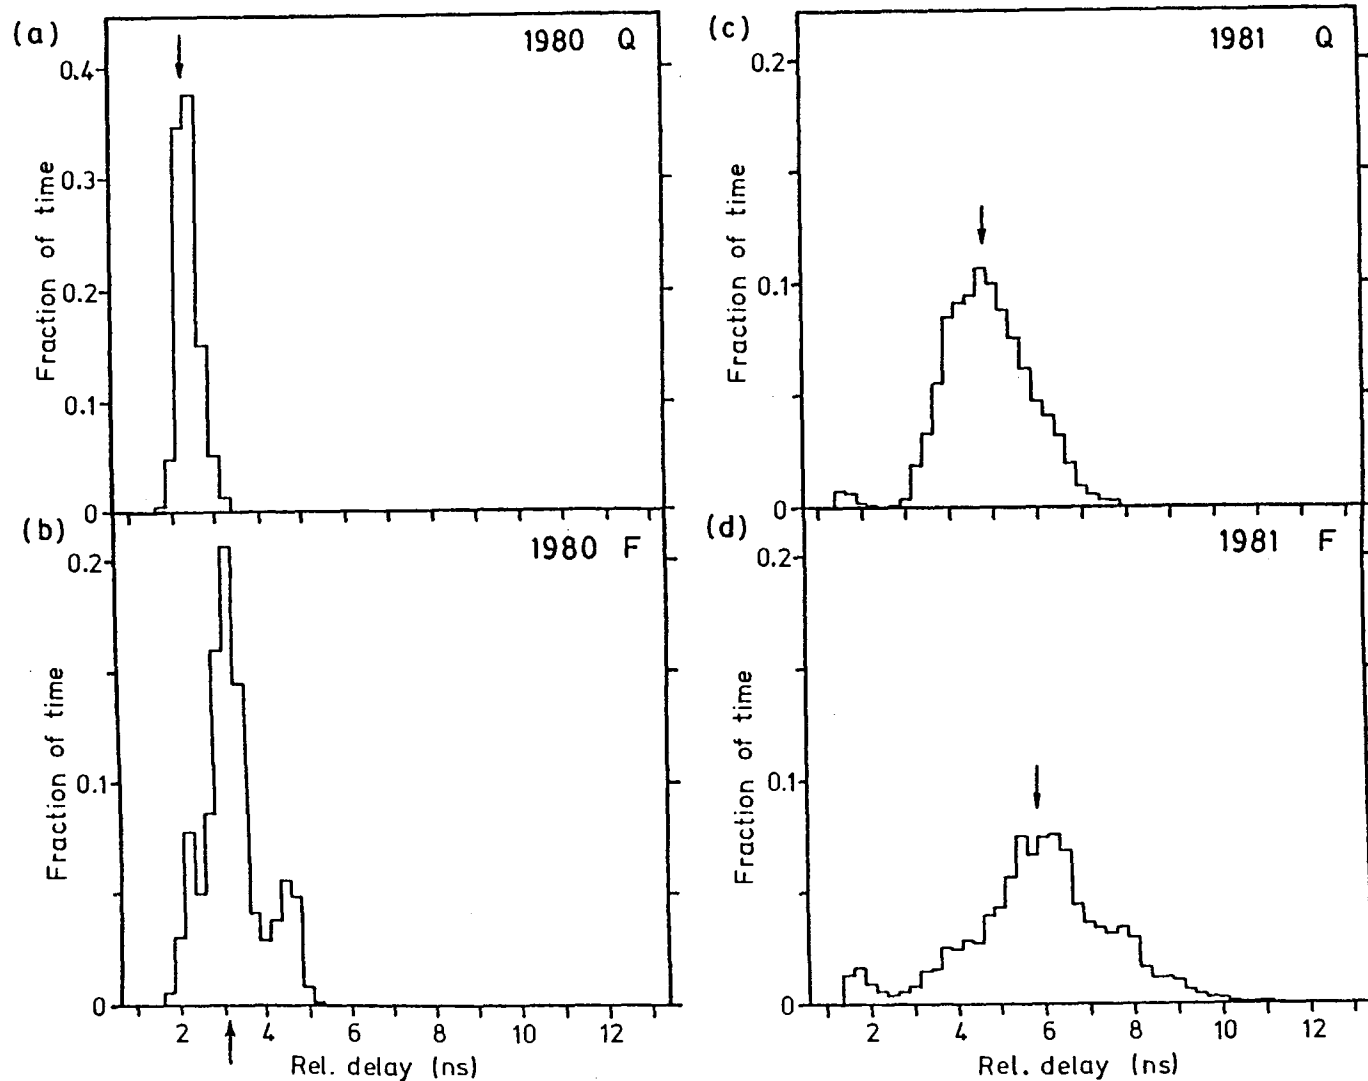 (a)
1980 Q
0.4
0.3
0.2
0.1
0
Fraction of time
(b)
1980 F
0.2
0.1
0
Fraction of time
2 4 6 8 10 12
Rel. delay (ns)
(c)
1981 Q
0.2
0.1
0
Fraction of time
(d)
1981 F
0.2
0.1
0
Fraction of time
2 4 6 8 10 12
Rel. delay (ns)